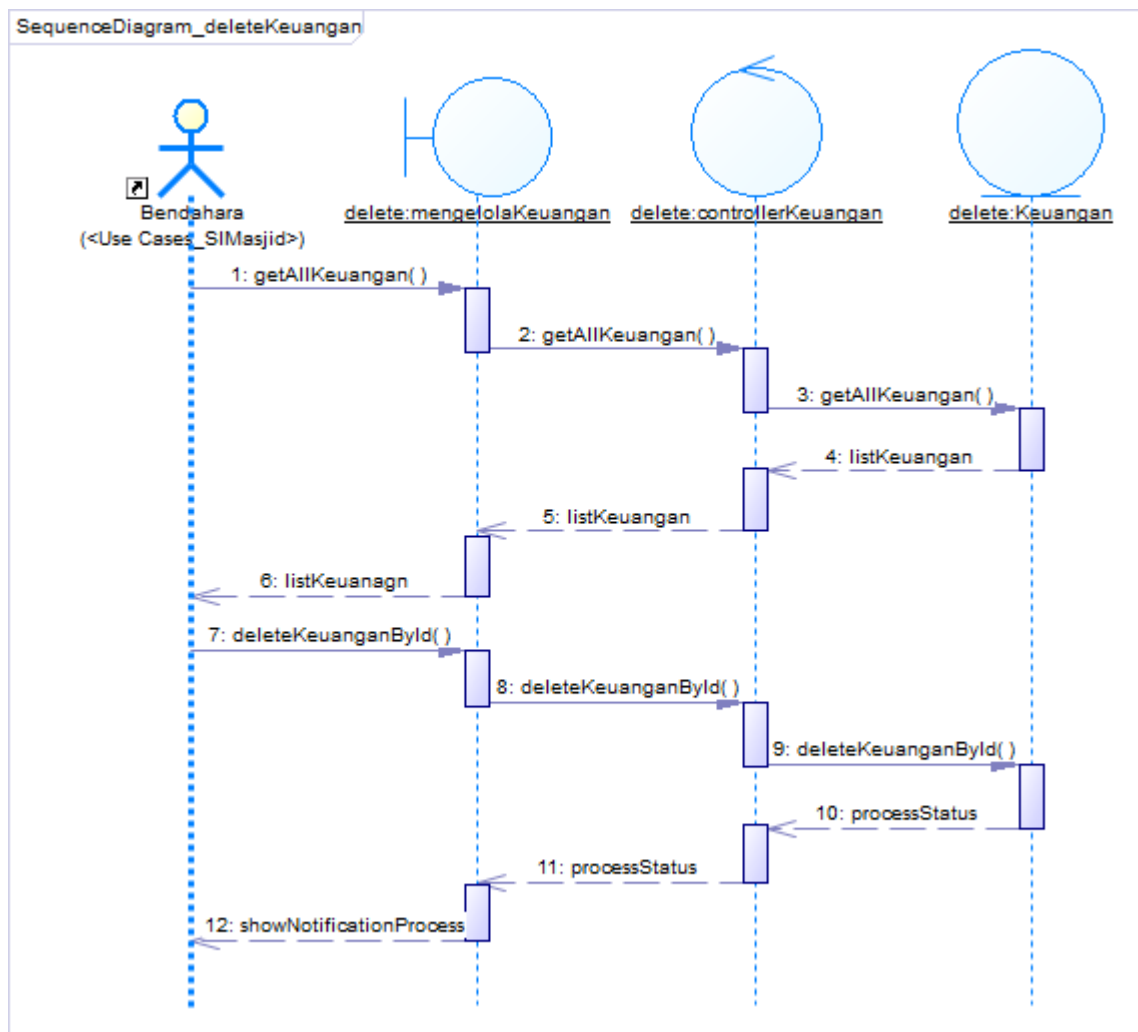 SequenceDiagram_deleteKeuangan
Bendahara
(<Use Cases_SIMasjid>)
delete:mengelolaKeuangan
delete:controllerKeuangan
delete:Keuangan
1: getAllKeuangan( )
2: getAllKeuangan( )
3: getAllKeuangan( )
4: listKeuangan
5: listKeuangan
6: listKeuanagn
7: deleteKeuanganById( )
8: deleteKeuanganById( )
9: deleteKeuanganById( )
10: processStatus
11: processStatus
12: showNotificationProcess